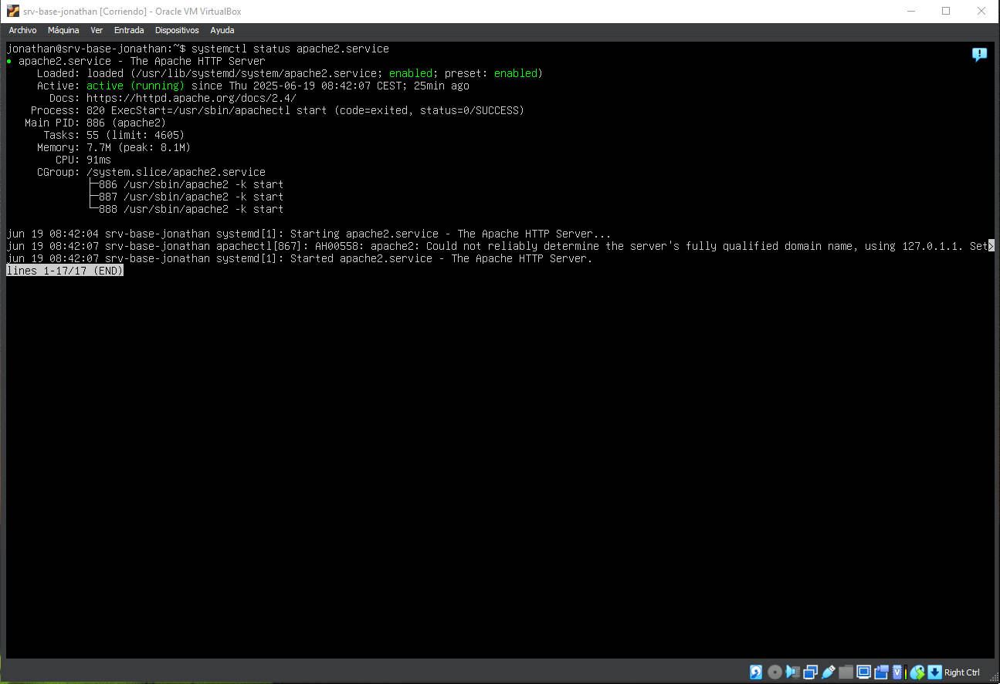 srv-base-jonathan [Corriendo] - Oracle VM VirtualBox
Archivo Máquina Ver Entrada Dispositivos Ayuda
jonathan@srv-base-jonathan:~$ systemctl status apache2.service
● apache2.service - The Apache HTTP Server
     Loaded: loaded (/usr/lib/systemd/system/apache2.service; enabled; preset: enabled)
     Active: active (running) since Thu 2025-06-19 08:42:07 CEST; 25min ago
       Docs: https://httpd.apache.org/docs/2.4/
    Process: 820 ExecStart=/usr/sbin/apachectl start (code=exited, status=0/SUCCESS)
   Main PID: 886 (apache2)
      Tasks: 55 (limit: 4605)
     Memory: 7.7M (peak: 8.1M)
        CPU: 91ms
     CGroup: /system.slice/apache2.service
             ├─886 /usr/sbin/apache2 -k start
             ├─887 /usr/sbin/apache2 -k start
             └─888 /usr/sbin/apache2 -k start
jun 19 08:42:04 srv-base-jonathan systemd[1]: Starting apache2.service - The Apache HTTP Server...
jun 19 08:42:07 srv-base-jonathan apachectl[867]: AH00558: apache2: Could not reliably determine the server's fully qualified domain name, using 127.0.1.1. Set>
jun 19 08:42:07 srv-base-jonathan systemd[1]: Started apache2.service - The Apache HTTP Server.
lines 1-17/17 (END)
Right Ctrl